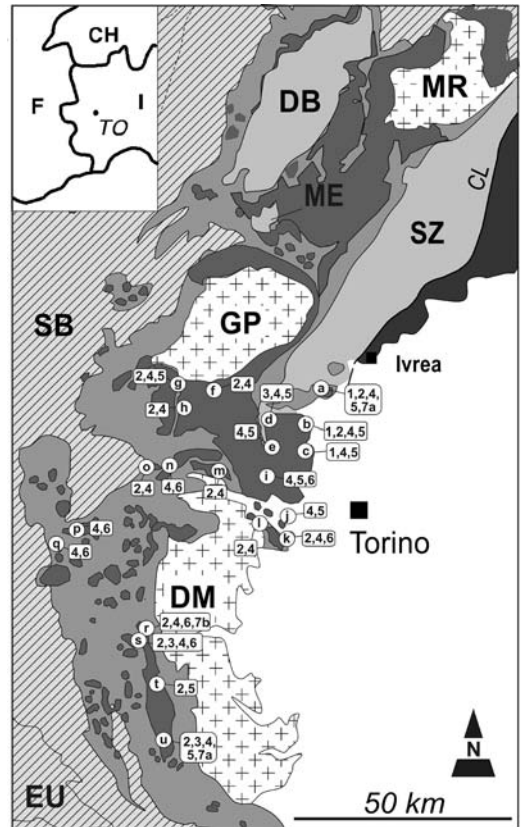 CH
F
I
TO
DB
MR
ME
CL
SZ
SB
GP
Ivrea
2,4,5
g
f
2,4
3,4,5
a
1,2,4,
5,7a
2,4
h
d
b
1,2,4,5
4,5
e
c
1,4,5
o
n
m
i
4,5,6
2,4
4,6
2,4
j
4,5
l
Torino
p
4,6
q
4,6
2,4
k
2,4,6
DM
r
2,4,6,7b
s
2,3,4,6
t
2,5
u
2,3,4,
5,7a
N
EU
50 km